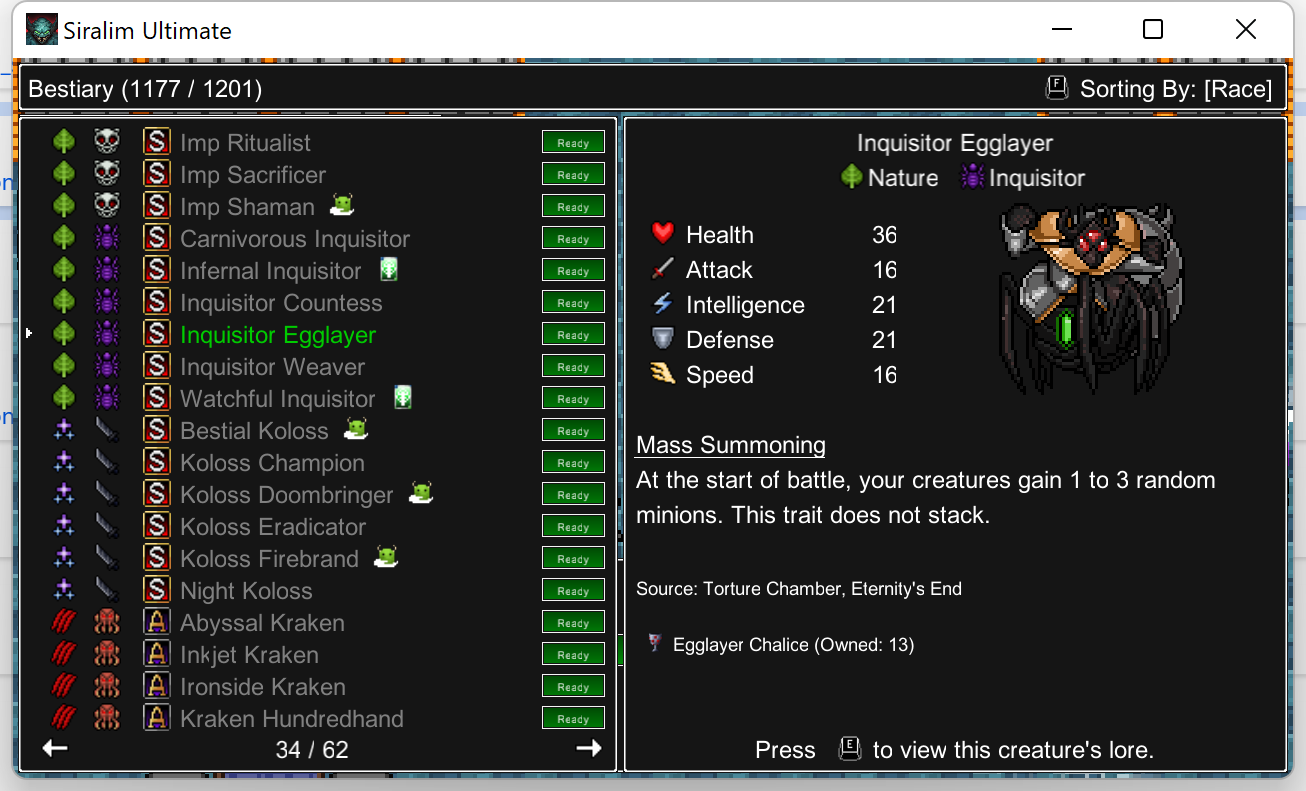 Siralim Ultimate
Bestiary (1177 / 1201)
F
Sorting By: [Race]
S Imp Ritualist Ready
S Imp Sacrificer Ready
S Imp Shaman Ready
S Carnivorous Inquisitor Ready
S Infernal Inquisitor Ready
S Inquisitor Countess Ready
S Inquisitor Egglayer Ready
S Inquisitor Weaver Ready
S Watchful Inquisitor Ready
S Bestial Koloss Ready
S Koloss Champion Ready
S Koloss Doombringer Ready
S Koloss Eradicator Ready
S Koloss Firebrand Ready
S Night Koloss Ready
A Abyssal Kraken Ready
A Inkjet Kraken Ready
A Ironside Kraken Ready
A Kraken Hundredhand Ready
34 / 62
Inquisitor Egglayer
Nature Inquisitor
Health 36
Attack 16
Intelligence 21
Defense 21
Speed 16
Mass Summoning
At the start of battle, your creatures gain 1 to 3 random
minions. This trait does not stack.
Source: Torture Chamber, Eternity's End
Egglayer Chalice (Owned: 13)
Press E to view this creature's lore.